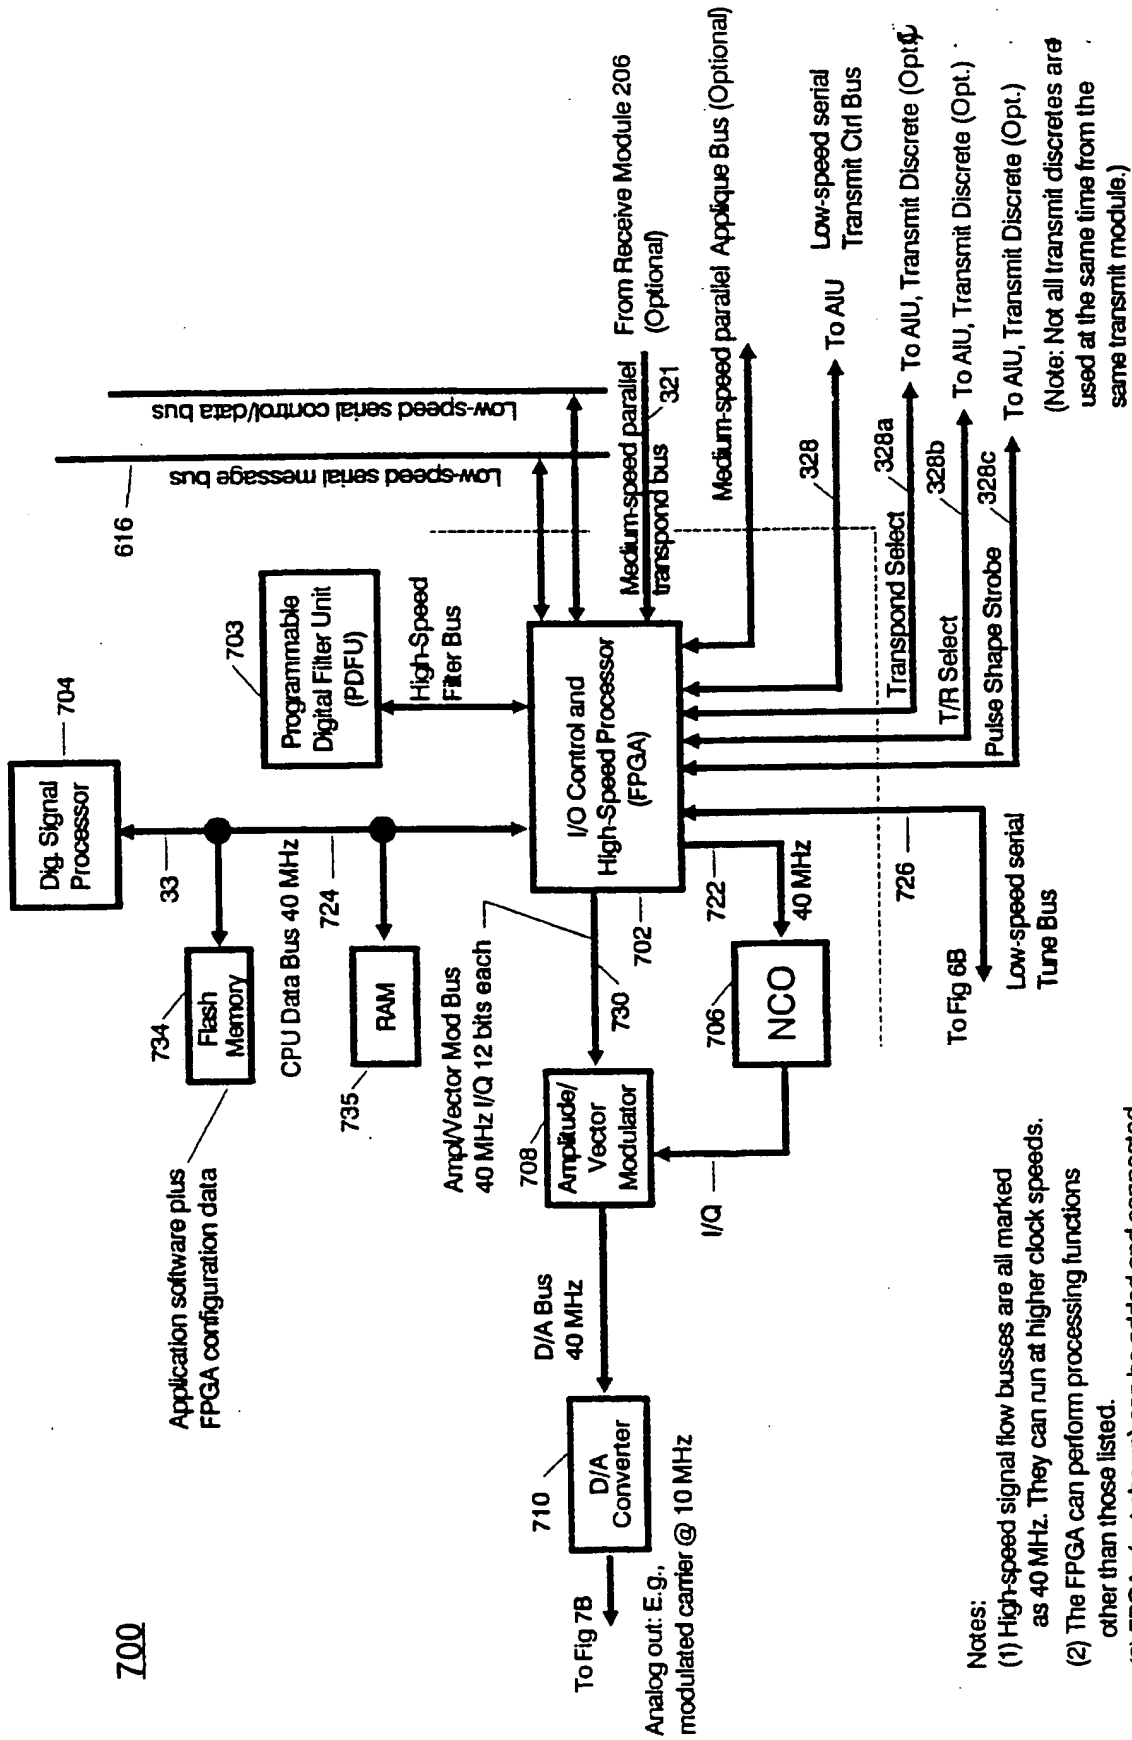 700
Dig. Signal
Processor
704
33
734
Flash
Memory
Application software plus
FPGA configuration data
CPU Data Bus 40 MHz
724
735
RAM
Programmable
Digital Filter Unit
(PDFU)
703
High-Speed
Filter Bus
616
Low-speed serial message bus
Low-speed serial control/data bus
Medium-speed parallel
transpond bus
321
From Receive Module 206
(Optional)
Medium-speed parallel Applique Bus (Optional)
I/O Control and
High-Speed Processor
(FPGA)
702
Ampl/Vector Mod Bus
40 MHz I/Q 12 bits each
730
708
Amplitude/
Vector
Modulator
I/Q
722
40 MHz
706
NCO
D/A Bus
40 MHz
710
D/A
Converter
To Fig 7B
Analog out: E.g.,
modulated carrier @ 10 MHz
328
To AIU
Low-speed serial
Transmit Ctrl Bus
Transpond Select
328a
To AIU, Transmit Discrete
T/R Select
328b
To AIU, Transmit Discrete (Opt.)
Pulse Shape Strobe
328c
To AIU, Transmit Discrete (Opt.)
(Note: Not all transmit discretes are
used at the same time from the
same transmit module.)
726
To Fig 6B
Low-speed serial
Tune Bus
Notes:
(1) High-speed signal flow busses are all marked
as 40 MHz. They can run at higher clock speeds.
(2) The FPGA can perform processing functions
other than those listed.